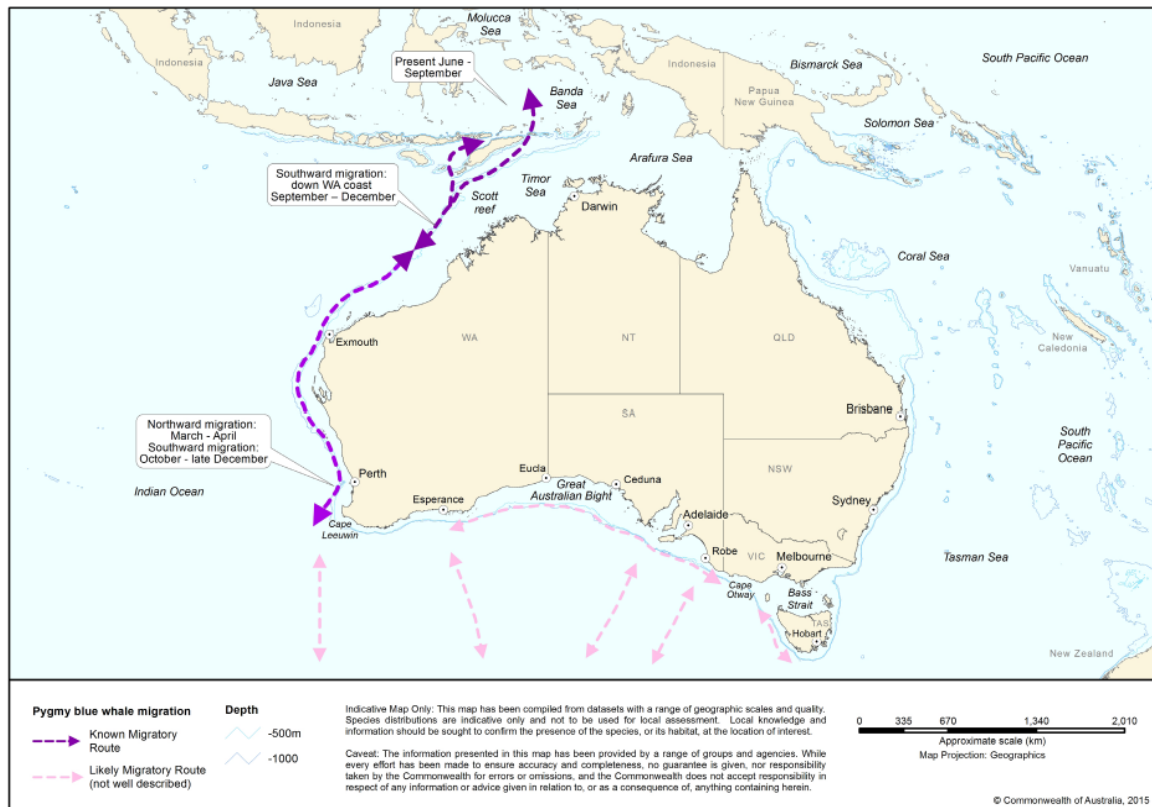 Indonesia
Molucca
Sea
Indonesia
Java Sea
Present June -
September
Banda
Sea
Indonesia
Bismarck Sea
South Pacific Ocean
Papua
New Guinea
Solomon Sea
Arafura Sea
Southward migration:
down WA coast
September – December
Scott
reef
Timor
Sea
Darwin
Coral Sea
Vanuatu
New
Caledonia
Exmouth
WA
NT
QLD
SA
Brisbane
Northward migration:
March - April
Southward migration:
October - late December
South
Pacific
Ocean
NSW
Indian Ocean
Perth
Eucla
Great
Australian Bight
Ceduna
Esperance
Sydney
Cape
Leeuwin
Adelaide
Robe
VIC
Melbourne
Tasman Sea
Cape
Otway
Bass
Strait
TAS
Hobart
New Zealand
Pygmy blue whale migration
Known Migratory
Route
Likely Migratory Route
(not well described)
Depth
-500m
-1000
Indicative Map Only: This map has been compiled from datasets with a range of geographic scales and quality.
Species distributions are indicative only and not to be used for local assessment. Local knowledge and
information should be sought to confirm the presence of the species, or its habitat, at the location of interest.
Caveat: The information presented in this map has been provided by a range of groups and agencies. While
every effort has been made to ensure accuracy and completeness, no guarantee is given, nor responsibility
taken by the Commonwealth for errors or omissions, and the Commonwealth does not accept responsibility in
respect of any information or advice given in relation to, or as a consequence of, anything containing herein.
0 335 670 1,340 2,010
Approximate scale (km)
Map Projection: Geographics
© Commonwealth of Australia, 2015